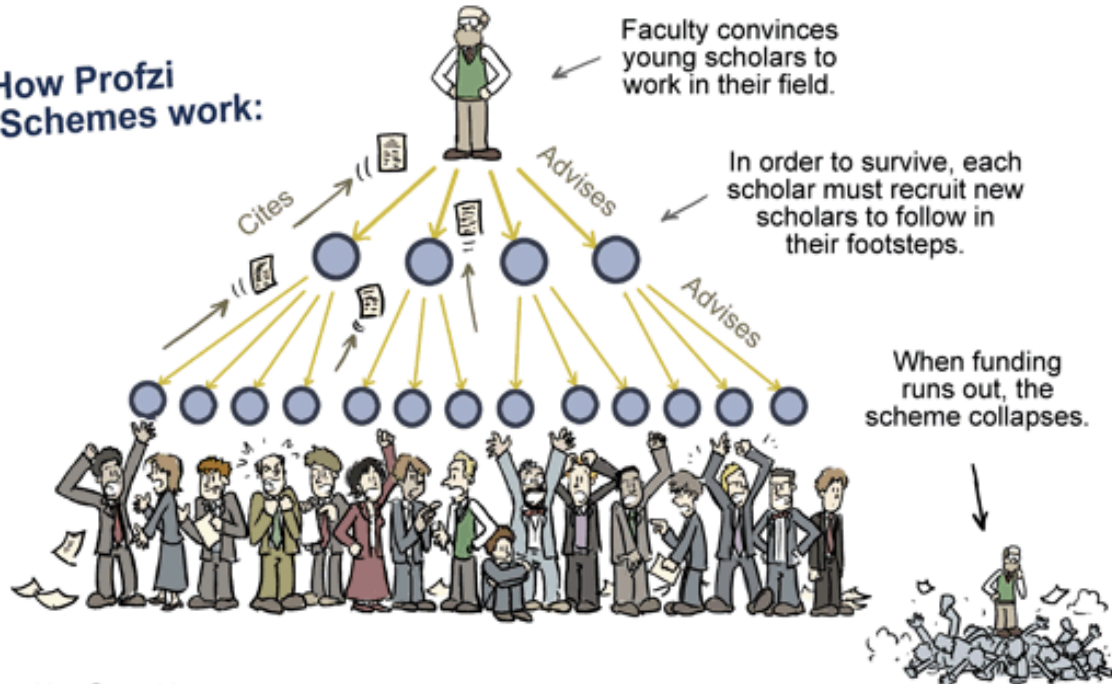 How Profzi
Schemes work:
Faculty convinces
young scholars to
work in their field.
Cites
Advises
In order to survive, each
scholar must recruit new
scholars to follow in
their footsteps.
Advises
When funding
runs out, the
scheme collapses.